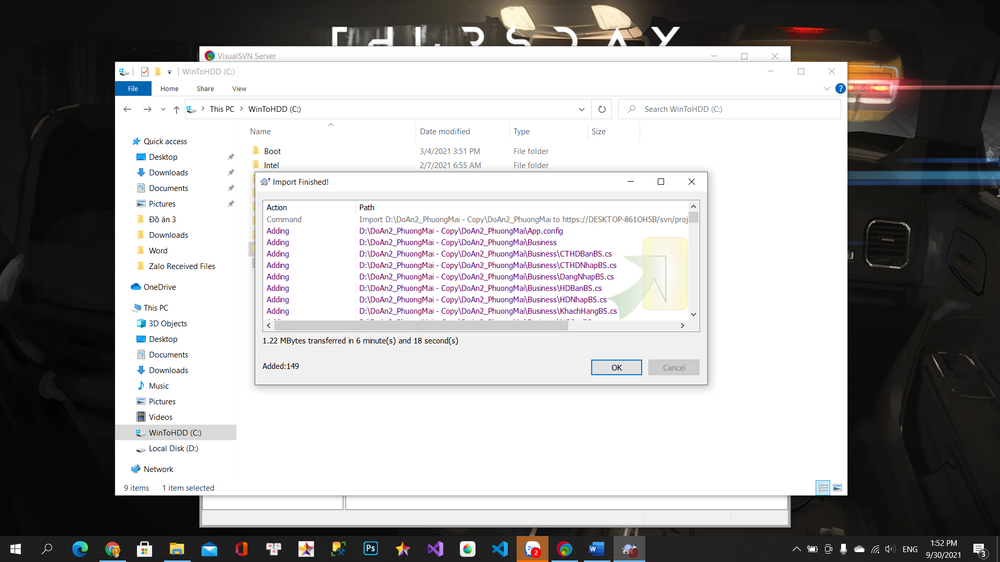 THURSDAY
VisualSVN Server
WinToHDD (C:)
File
Home
Share
View
?
This PC
WinToHDD (C:)
Search WinToHDD (C:)
Name
Date modified
Type
Size
Quick access
Desktop
Downloads
Documents
Pictures
Đồ án 3
Downloads
Word
Zalo Received Files
OneDrive
This PC
3D Objects
Desktop
Documents
Downloads
Music
Pictures
Videos
WinToHDD (C:)
Local Disk (D:)
Network
Boot 3/4/2021 3:51 PM File folder
Intel 2/7/2021 6:55 AM File folder
Import Finished!
Action Path
Command Import D:\DoAn2_PhuongMai - Copy\DoAn2_PhuongMai to https://DESKTOP-861OH5B/svn/proj
Adding D:\DoAn2_PhuongMai - Copy\DoAn2_PhuongMai\App.config
Adding D:\DoAn2_PhuongMai - Copy\DoAn2_PhuongMai\Business
Adding D:\DoAn2_PhuongMai - Copy\DoAn2_PhuongMai\Business\CTHDBanBS.cs
Adding D:\DoAn2_PhuongMai - Copy\DoAn2_PhuongMai\Business\CTHDNhapBS.cs
Adding D:\DoAn2_PhuongMai - Copy\DoAn2_PhuongMai\Business\DangNhapBS.cs
Adding D:\DoAn2_PhuongMai - Copy\DoAn2_PhuongMai\Business\HDBanBS.cs
Adding D:\DoAn2_PhuongMai - Copy\DoAn2_PhuongMai\Business\HDNhapBS.cs
Adding D:\DoAn2_PhuongMai - Copy\DoAn2_PhuongMai\Business\KhachHangBS.cs
1.22 MBytes transferred in 6 minute(s) and 18 second(s)
Added:149
OK
Cancel
9 items
1 item selected
Ps
2
ENG
1:52 PM
9/30/2021
3